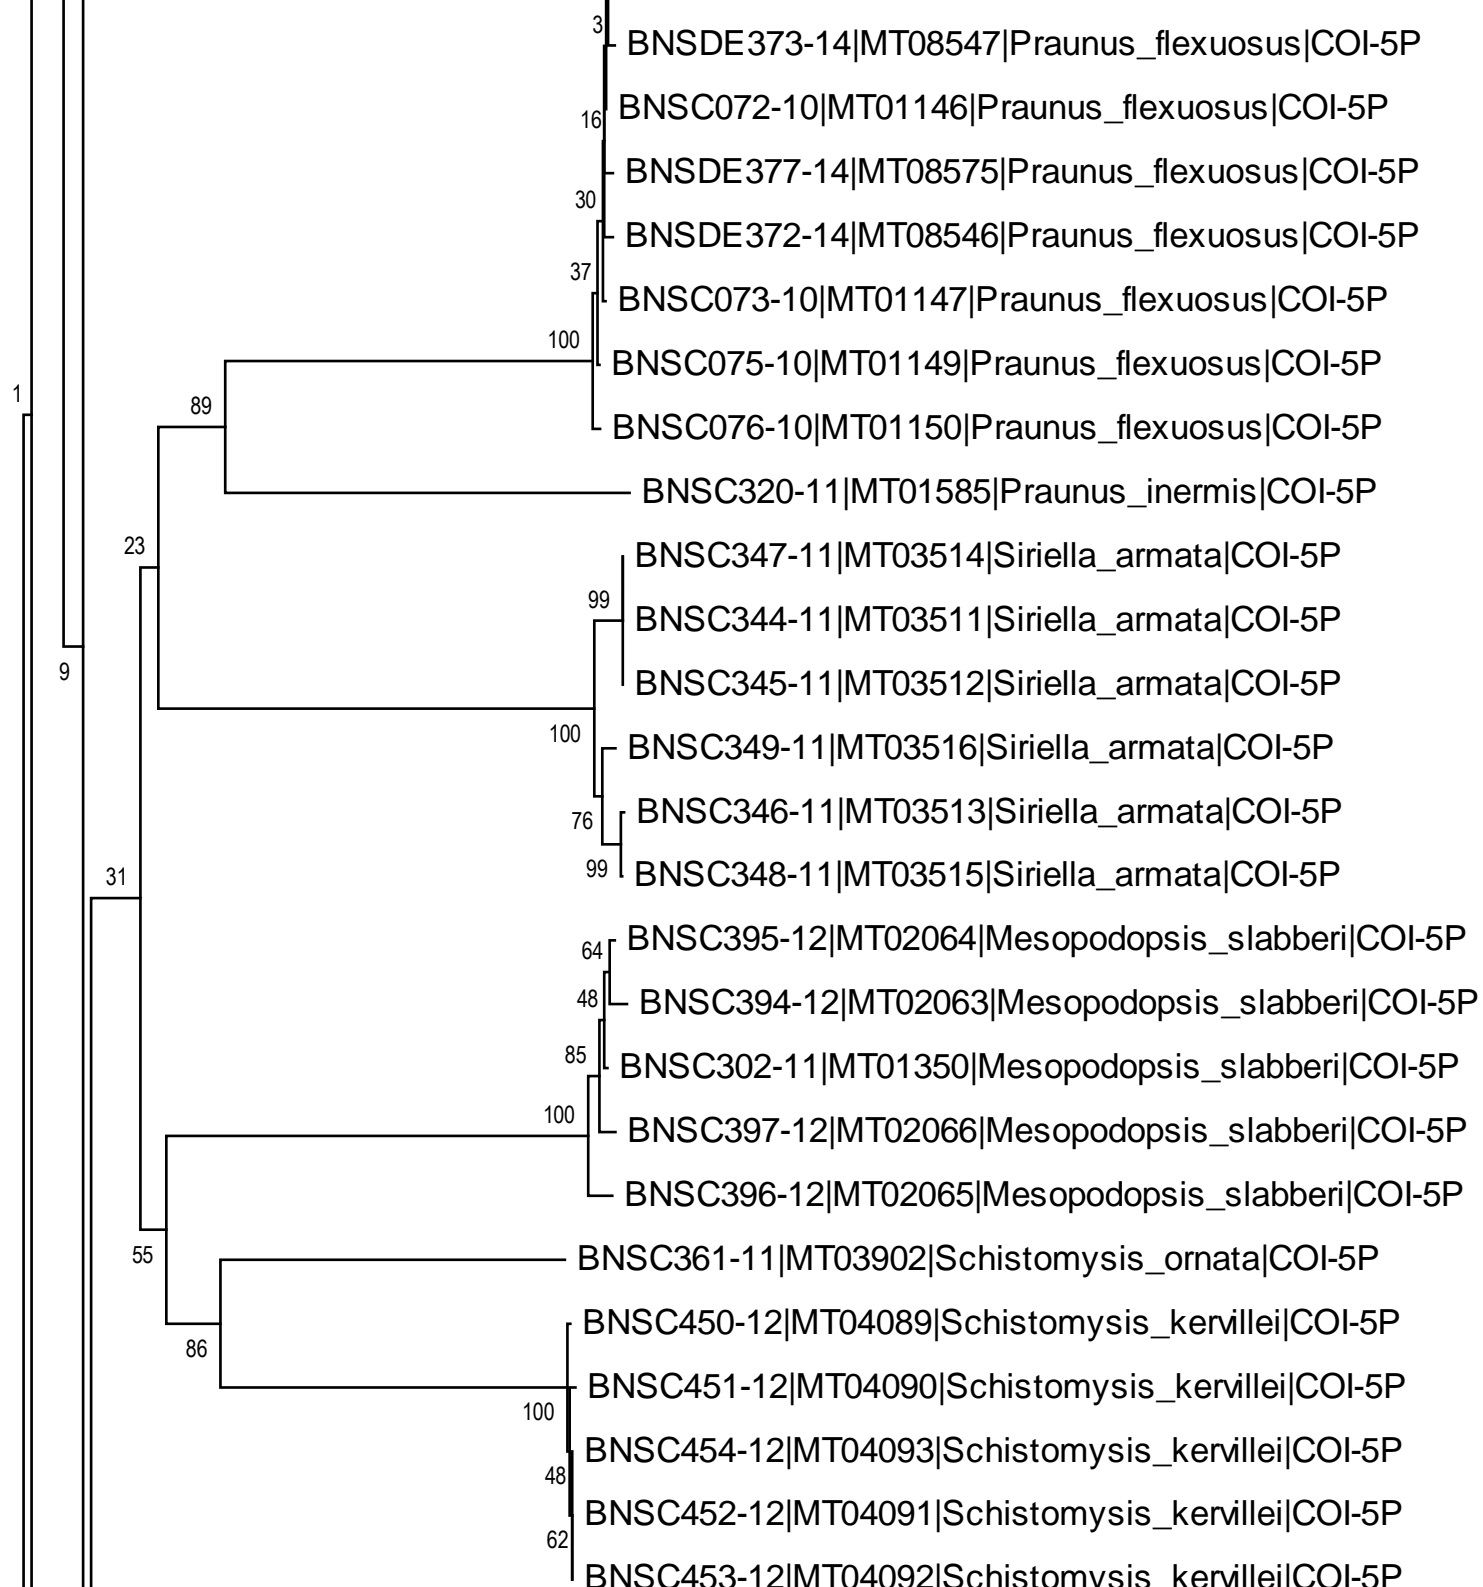 3
BNSDE373-14|MT08547|Praunus_flexuosus|COI-5P
BNSC072-10|MT01146|Praunus_flexuosus|COI-5P
16
BNSDE377-14|MT08575|Praunus_flexuosus|COI-5P
30
BNSDE372-14|MT08546|Praunus_flexuosus|COI-5P
37
BNSC073-10|MT01147|Praunus_flexuosus|COI-5P
100
BNSC075-10|MT01149|Praunus_flexuosus|COI-5P
1
89
BNSC076-10|MT01150|Praunus_flexuosus|COI-5P
BNSC320-11|MT01585|Praunus_inermis|COI-5P
23
BNSC347-11|MT03514|Siriella_armata|COI-5P
99
BNSC344-11|MT03511|Siriella_armata|COI-5P
9
BNSC345-11|MT03512|Siriella_armata|COI-5P
100
BNSC349-11|MT03516|Siriella_armata|COI-5P
BNSC346-11|MT03513|Siriella_armata|COI-5P
76
99
BNSC348-11|MT03515|Siriella_armata|COI-5P
31
BNSC395-12|MT02064|Mesopodopsis_slabberi|COI-5P
64
48
BNSC394-12|MT02063|Mesopodopsis_slabberi|COI-5P
85
BNSC302-11|MT01350|Mesopodopsis_slabberi|COI-5P
100
BNSC397-12|MT02066|Mesopodopsis_slabberi|COI-5P
BNSC396-12|MT02065|Mesopodopsis_slabberi|COI-5P
55
BNSC361-11|MT03902|Schistomysis_ornata|COI-5P
BNSC450-12|MT04089|Schistomysis_kervillei|COI-5P
86
BNSC451-12|MT04090|Schistomysis_kervillei|COI-5P
100
BNSC454-12|MT04093|Schistomysis_kervillei|COI-5P
48
BNSC452-12|MT04091|Schistomysis_kervillei|COI-5P
62
BNSC453-12|MT04092|Schistomysis_kervillei|COI-5P